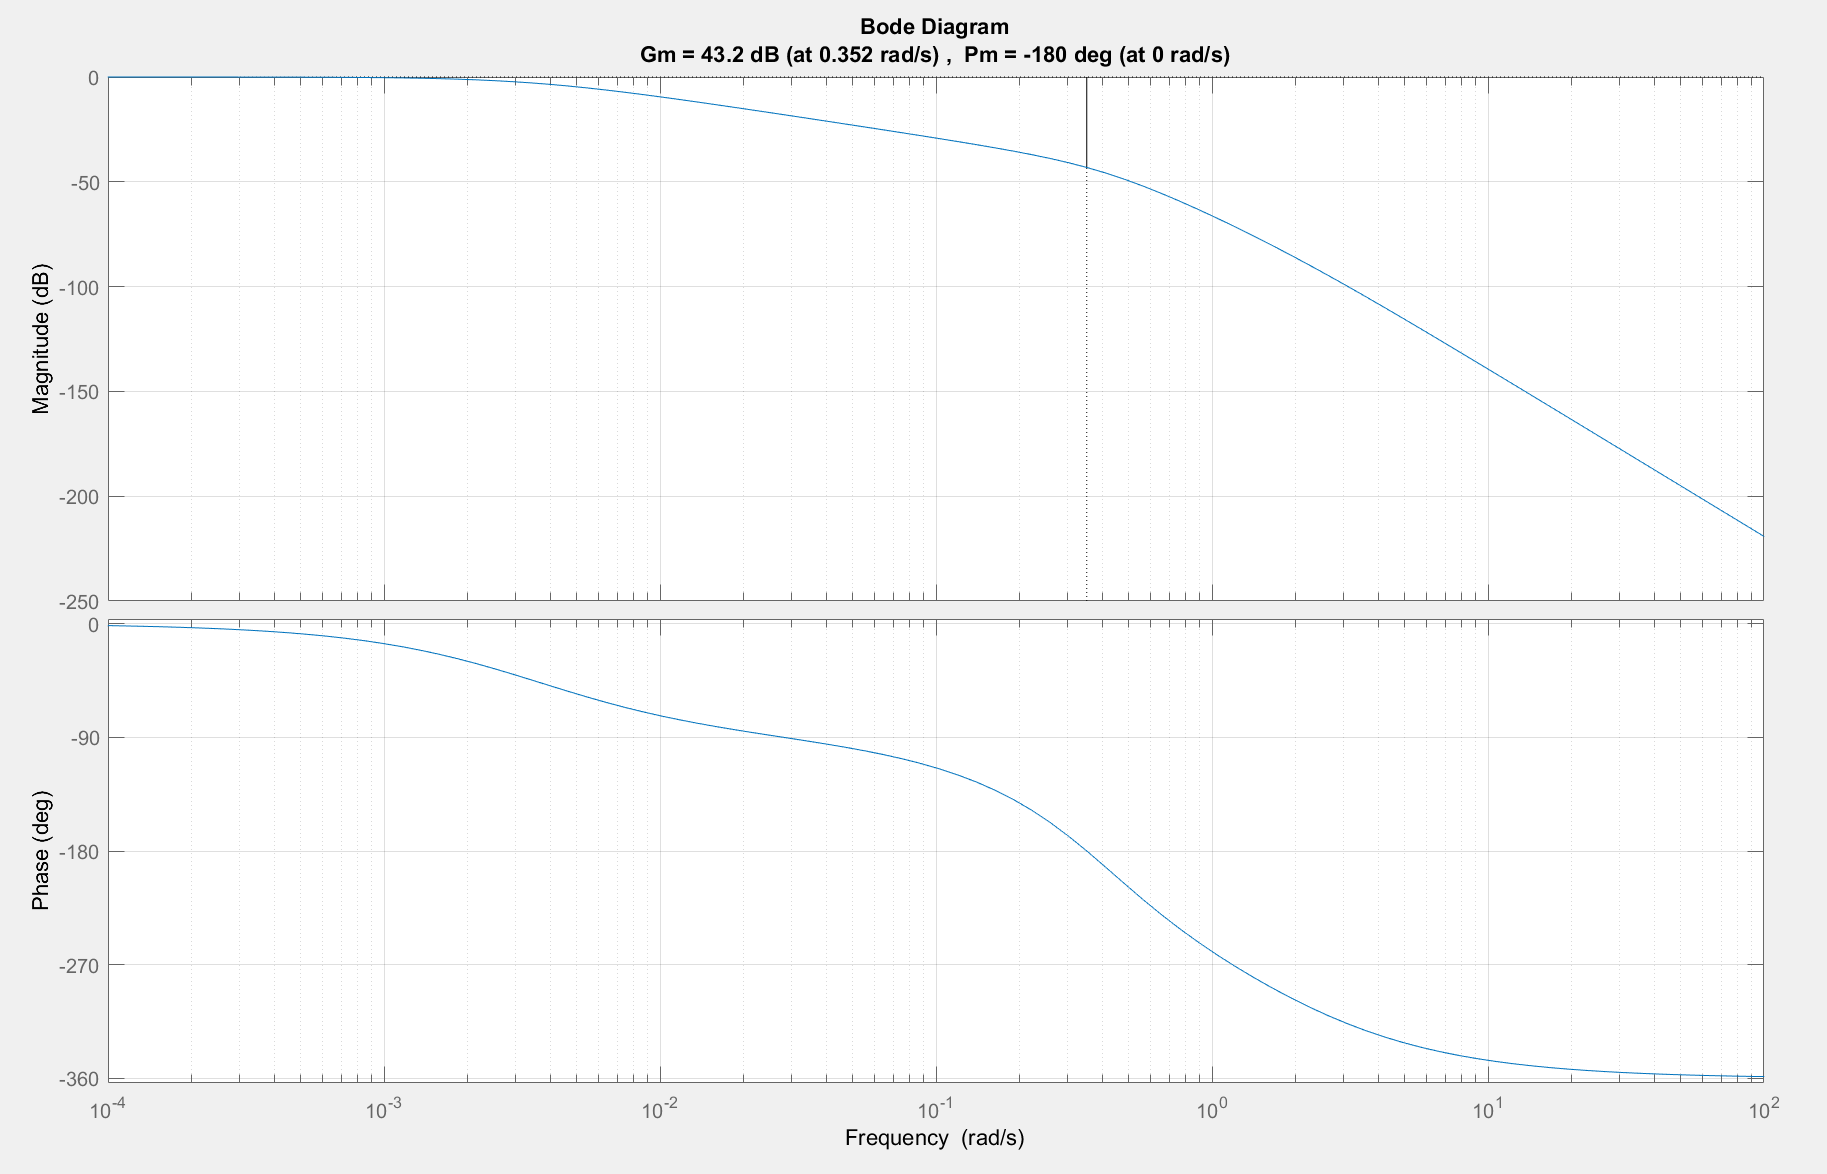 Bode Diagram
Gm = 43.2 dB (at 0.352 rad/s) ,  Pm = -180 deg (at 0 rad/s)
Magnitude (dB)
0
-50
-100
-150
-200
-250
Phase (deg)
0
-90
-180
-270
-360
10^-4 10^-3 10^-2 10^-1 10^0 10^1 10^2
Frequency  (rad/s)